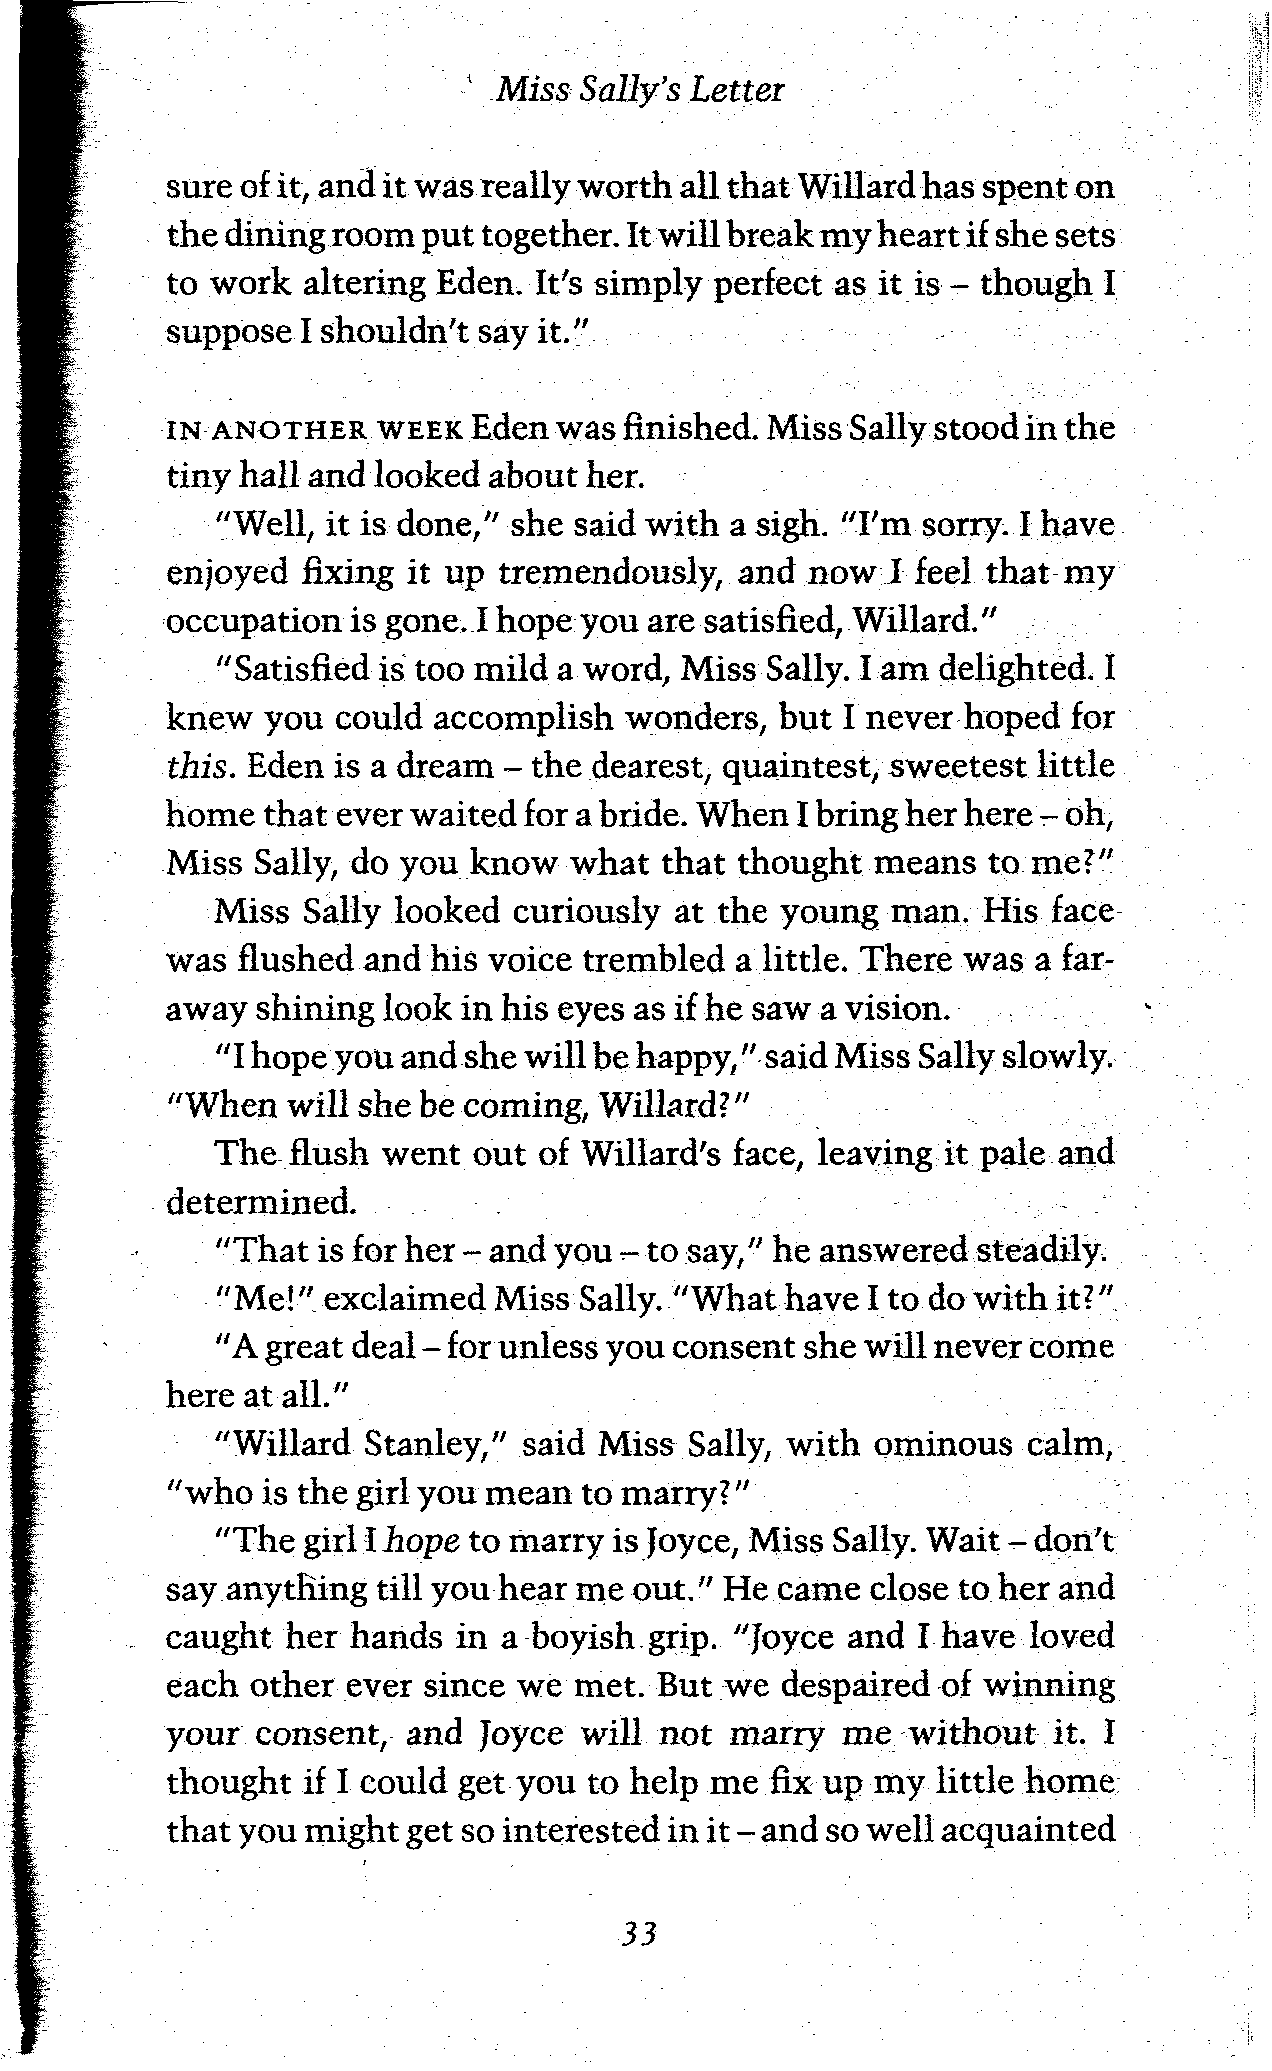 Miss Sally's Letter
sure of it, and it was really worth all that Willard has spent on
the dining room put together. It will break my heart if she sets
to work altering Eden. It's simply perfect as it is – though I
suppose I shouldn't say it."
IN ANOTHER WEEK Eden was finished. Miss Sally stood in the
tiny hall and looked about her.
"Well, it is done," she said with a sigh. "I'm sorry. I have
enjoyed fixing it up tremendously, and now I feel that my
occupation is gone. I hope you are satisfied, Willard."
"Satisfied is too mild a word, Miss Sally. I am delighted. I
knew you could accomplish wonders, but I never hoped for
this. Eden is a dream – the dearest, quaintest, sweetest little
home that ever waited for a bride. When I bring her here – oh,
Miss Sally, do you know what that thought means to me?"
Miss Sally looked curiously at the young man. His face
was flushed and his voice trembled a little. There was a far-
away shining look in his eyes as if he saw a vision.
"I hope you and she will be happy," said Miss Sally slowly.
"When will she be coming, Willard?"
The flush went out of Willard's face, leaving it pale and
determined.
"That is for her – and you – to say," he answered steadily.
"Me!" exclaimed Miss Sally. "What have I to do with it?"
"A great deal – for unless you consent she will never come
here at all."
"Willard Stanley," said Miss Sally, with ominous calm,
"who is the girl you mean to marry?"
"The girl I hope to marry is Joyce, Miss Sally. Wait – don't
say anything till you hear me out." He came close to her and
caught her hands in a boyish grip. "Joyce and I have loved
each other ever since we met. But we despaired of winning
your consent, and Joyce will not marry me without it. I
thought if I could get you to help me fix up my little home
that you might get so interested in it – and so well acquainted
33